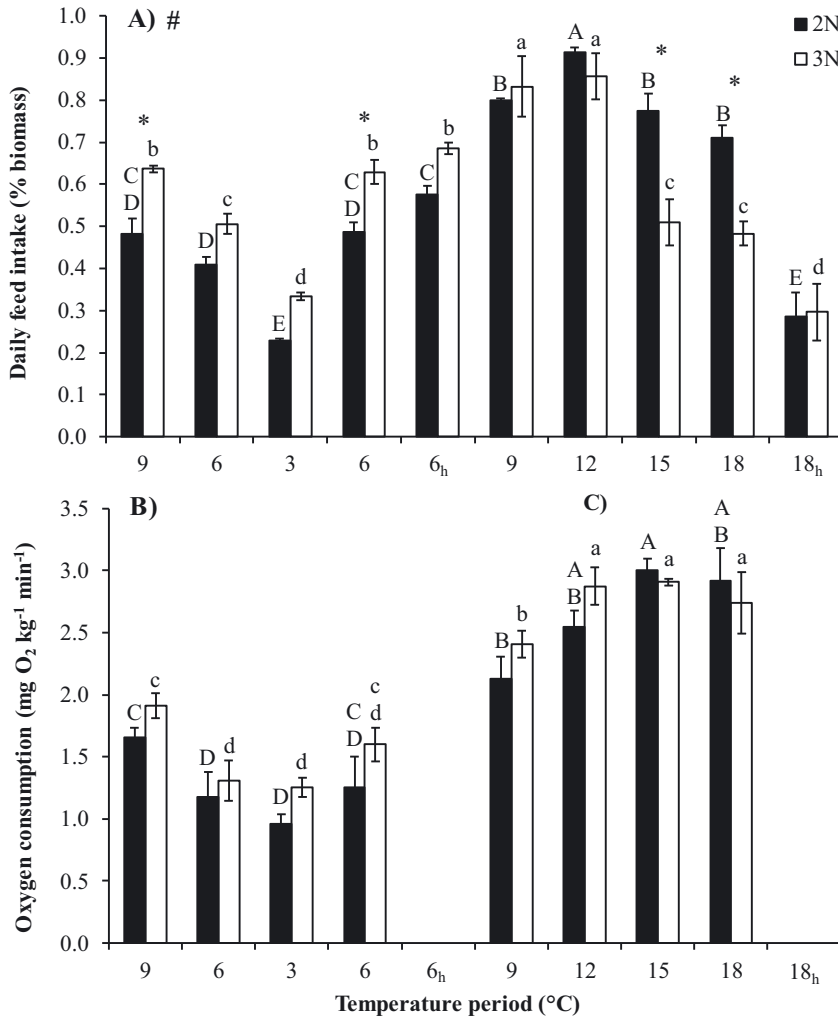 A) #
2N
3N
Daily feed intake (% biomass)
1.0
0.9
0.8
0.7
0.6
0.5
0.4
0.3
0.2
0.1
0.0
* * * *
C D b
D c
E d
C D b
C b
B a
A a
B c
B c
E d
9 6 3 6 6h 9 12 15 18 18h
B)
C)
Oxygen consumption (mg O2 kg-1 min-1)
3.5
3.0
2.5
2.0
1.5
1.0
0.5
0.0
C c
D d
D d
C D c d
B b
A B a
A a
A B a
9 6 3 6 6h 9 12 15 18 18h
Temperature period (°C)